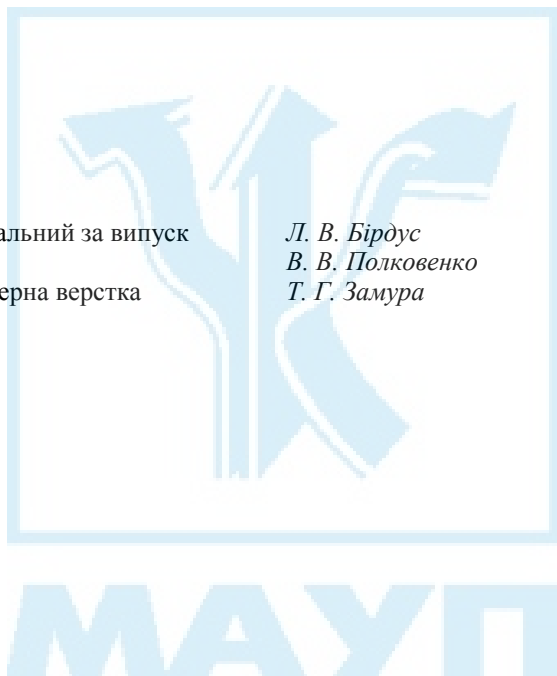 альний за випуск Л. В. Бірдус
В. В. Полковенко
ерна верстка Т. Г. Замура
МАУП